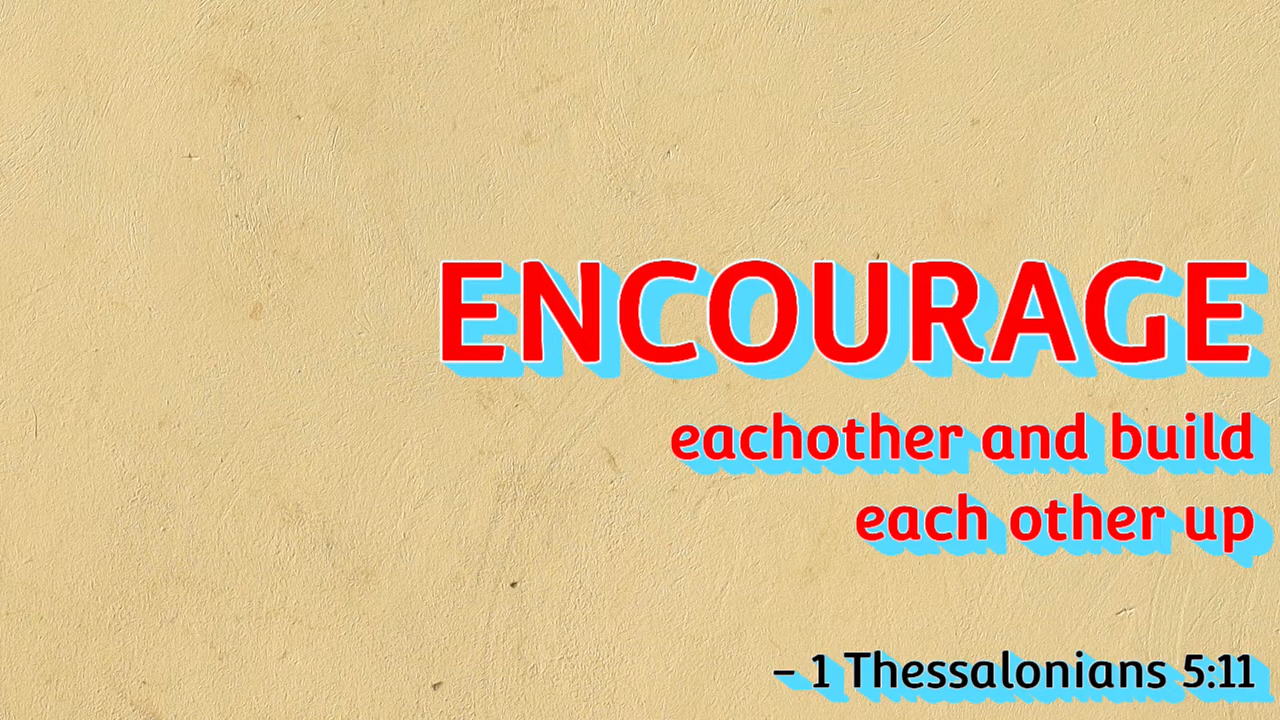 ENCOURAGE
eachother and build
each other up
– 1 Thessalonians 5:11